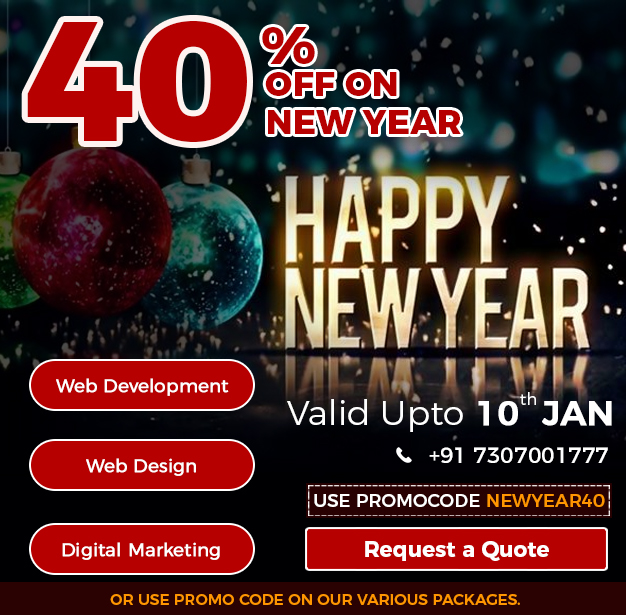 40%
OFF ON
NEW YEAR
HAPPY
NEW YEAR
Web Development
Valid Upto 10th JAN
+91 7307001777
Web Design
USE PROMOCODE NEWYEAR40
Digital Marketing
Request a Quote
OR USE PROMO CODE ON OUR VARIOUS PACKAGES.